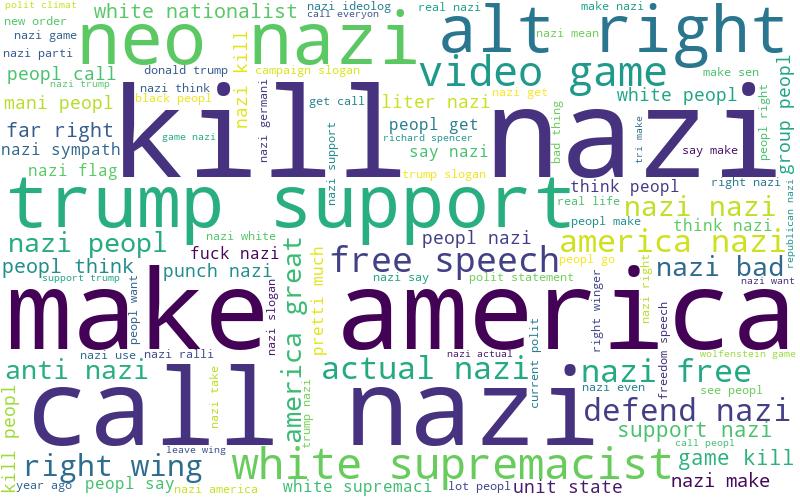 polit climat
white nationalist
nazi ideolog
call everyon
real nazi
make nazi
new order
neo nazi
alt right
nazi mean
nazi game
nazi parti
nazi kill
peopl call
donald trump
campaign slogan
video game
make sen
nazi trump
nazi think
black peopl
mani peopl
get call
liter nazi
nazi get
white peopl
group peopl
kill nazi
far right
nazi sympath
game nazi
nazi germani
nazi support
peopl get
richard spencer
say nazi
bad thing
tri make
say make
peopl right
nazi flag
trump slogan
trump support
think peopl
right nazi
real life
nazi nazi
peopl make
think nazi
republican nazi
nazi peopl
nazi white
fuck nazi
peopl nazi
america nazi
peopl think
punch nazi
free speech
peopl go
nazi bad
support trump
nazi say
polit statement
nazi want
make america
peopl want
nazi slogan
america great
pretti much
right winger
nazi right
freedom speech
nazi use
nazi ralli
nazi actual
wolfenstein game
anti nazi
actual nazi
nazi free
call nazi
nazi take
trump nazi
current polit
nazi even
see peopl
defend nazi
support nazi
kill peopl
leave wing
call peopl
right wing
white supremacist
game kill
year ago
peopl say
nazi america
white supremaci
lot peopl
unit state
nazi make